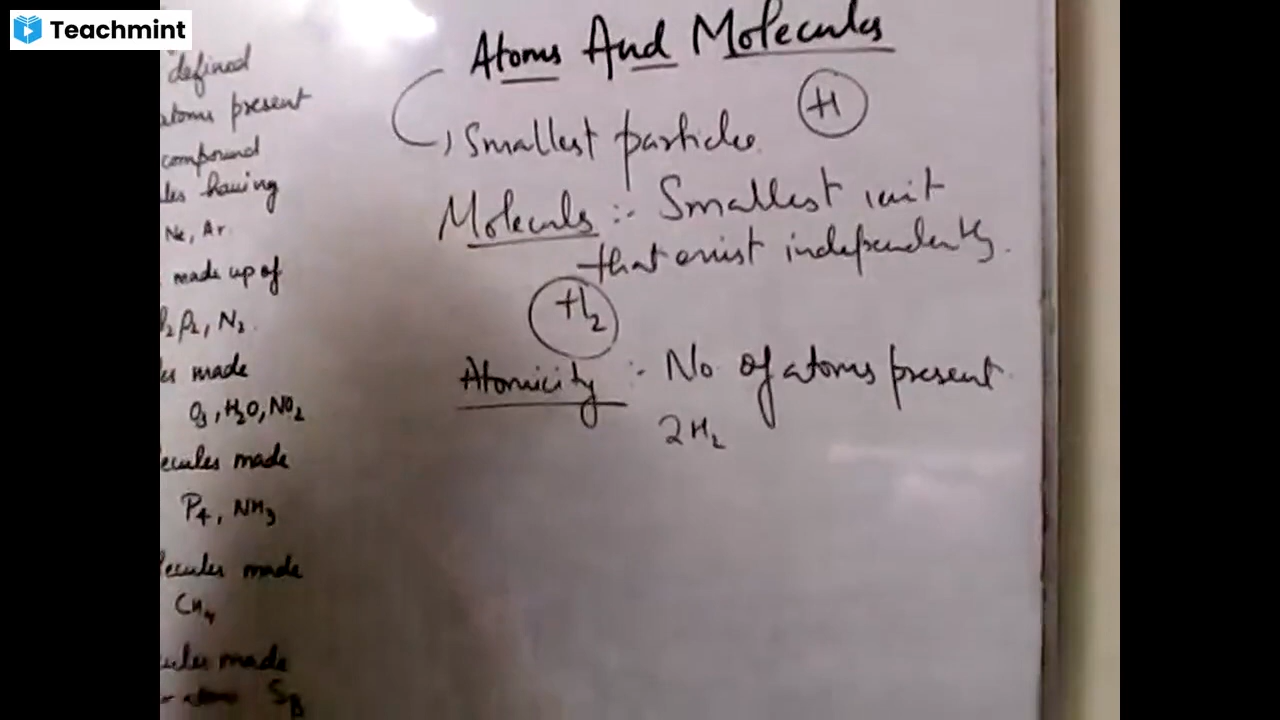 Teachmint
defined
atoms present
compound
les having
Ne, Ar
made up of
N2
es made
O3, H2O, NO2
ecules made
P4, NH3
lecules made
CH4
cules made
S8
Atoms And Molecules
Smallest particle
H
Molecule :- Smallest unit
that exist independently.
H2
Atomicity :- No of atoms present
2H2